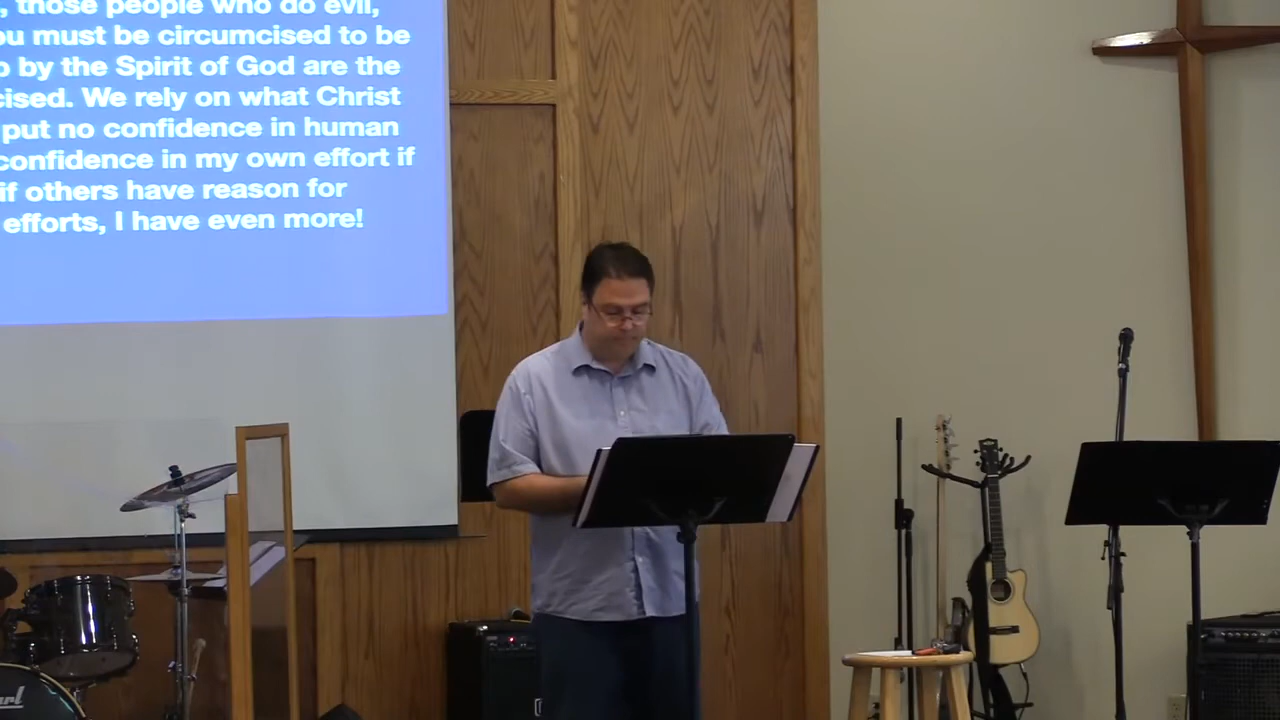 , those people who do evil,
ou must be circumcised to be
o by the Spirit of God are the
cised. We rely on what Christ
put no confidence in human
confidence in my own effort if
if others have reason for
efforts, I have even more!
arl